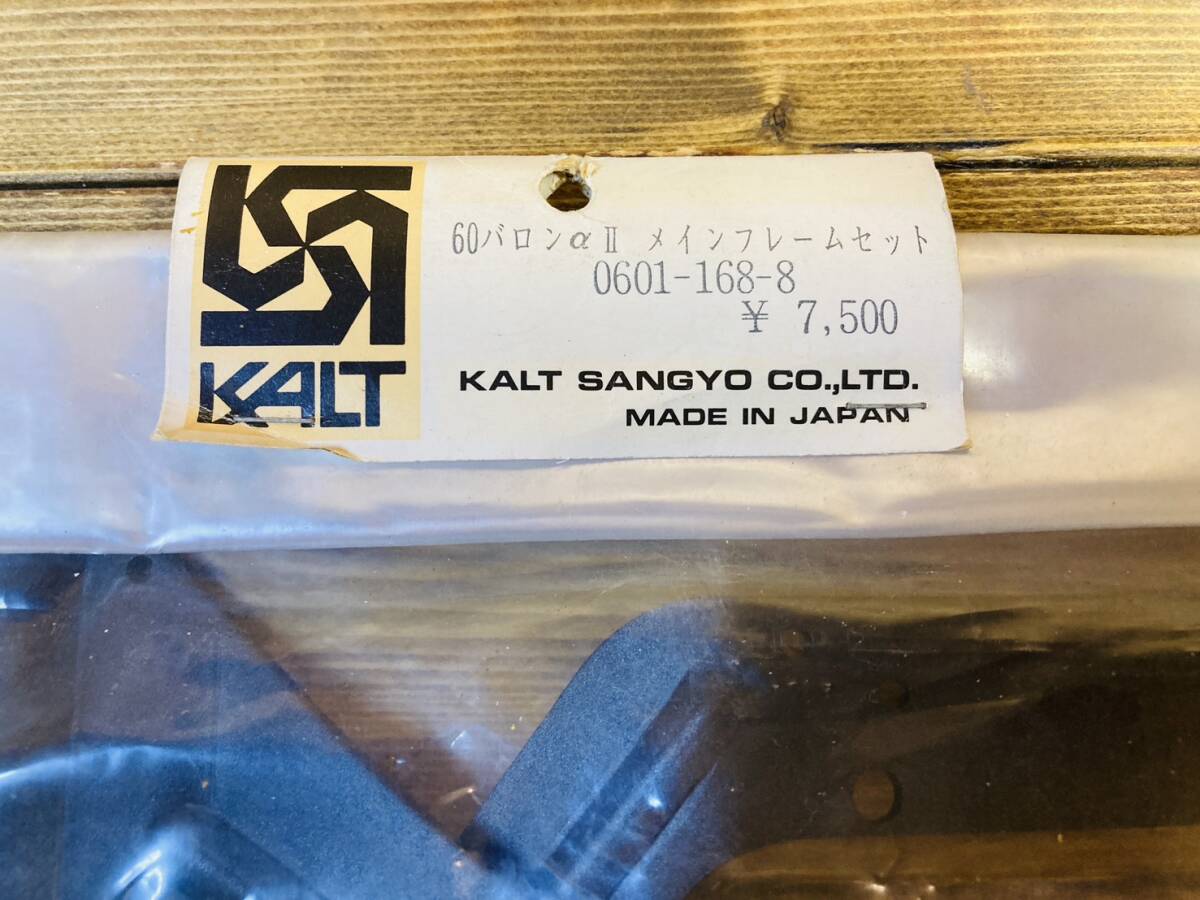 60バロンαⅡ メインフレームセット
0601-168-8
¥ 7,500
KALT
KALT SANGYO CO.,LTD.
MADE IN JAPAN